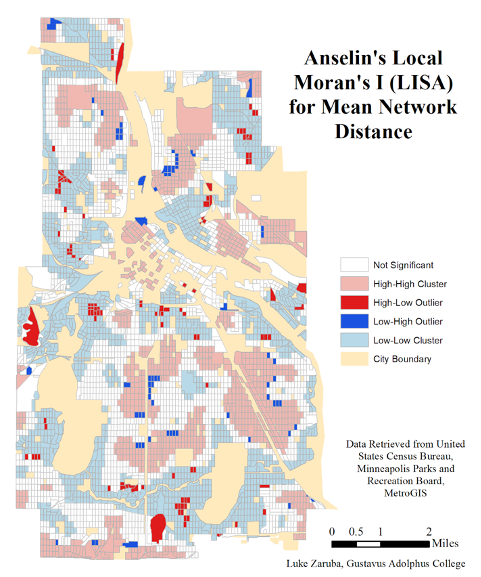 Anselin's Local
Moran's I (LISA)
for Mean Network
Distance
Not Significant
High-High Cluster
High-Low Outlier
Low-High Outlier
Low-Low Cluster
City Boundary
Data Retrieved from United
States Census Bureau,
Minneapolis Parks and
Recreation Board,
MetroGIS
0 0.5 1 2
Miles
Luke Zaruba, Gustavus Adolphus College